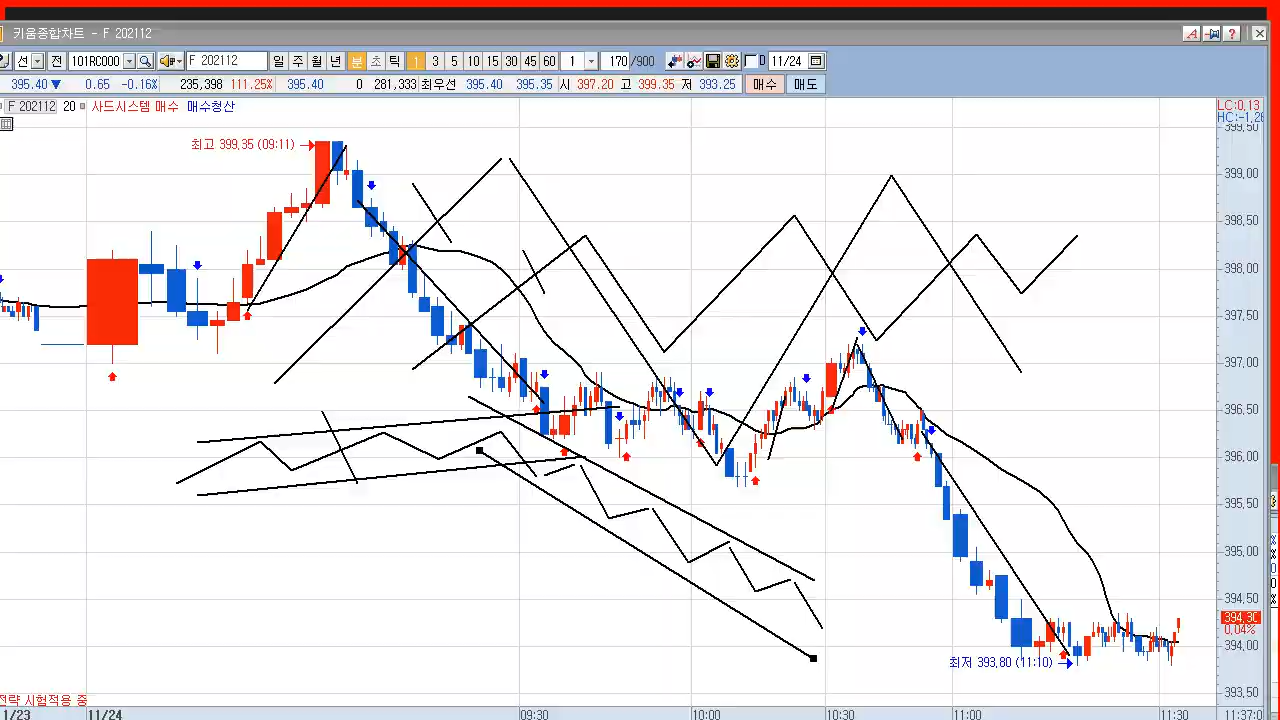 키움종합차트 - F 202112
선 전 101RC000 F 202112 일 주 월 년 분 초 틱 1 3 5 10 15 30 45 60 1 170 /900 D 11/24
395.40 ▼ 0.65 -0.16% 235,398 111.25% 395.40 0 281,333 최우선 395.40 395.35 시 397.20 고 399.35 저 393.25 매수 매도
F 202112 20 사드시스템 매수 매수청산
LC:0,13
HC:-1,26
399,50
최고 399,35 (09:11)
399,00
398,50
398,00
397,50
397,00
396,50
396,00
395,50
395,00
394,50
394,30
0,04%
394,00
최저 393,80 (11:10)
393,50
전략 시험적용 중
1/23 11/24 09:30 10:00 10:30 11:00 11:30 11:37:0